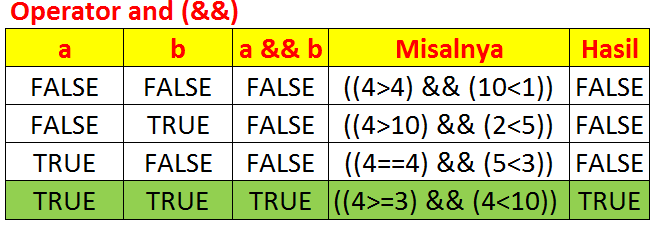 Operator and (&&)
a b a && b Misalnya Hasil
FALSE FALSE FALSE ((4>4) && (10<1)) FALSE
FALSE TRUE FALSE ((4>10) && (2<5)) FALSE
TRUE FALSE FALSE ((4==4) && (5<3)) FALSE
TRUE TRUE TRUE ((4>=3) && (4<10)) TRUE